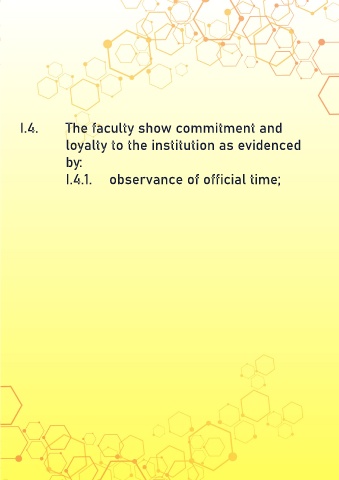 I.4. The faculty show commitment and
loyalty to the institution as evidenced
by:
I.4.1. observance of official time;